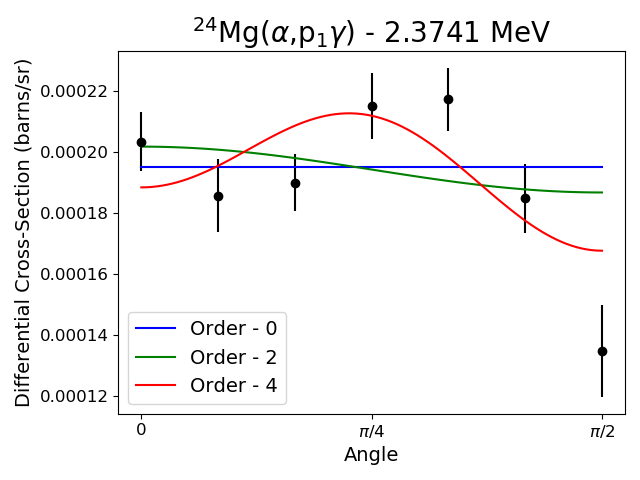 ²⁴Mg(α,p₁γ) - 2.3741 MeV
Differential Cross-Section (barns/sr)
0.00022
0.00020
0.00018
0.00016
0.00014
0.00012
Order - 0
Order - 2
Order - 4
0 π/4 π/2
Angle